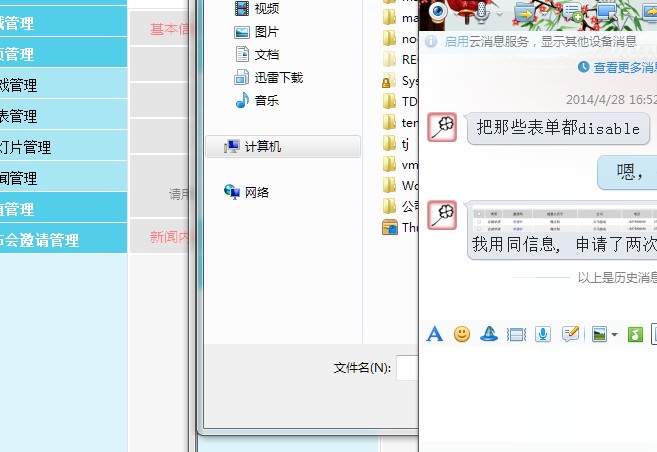 管理
管理
戏管理
表管理
灯片管理
闻管理
管理
会邀请管理
基本信
请用
新闻内
视频
图片
文档
迅雷下载
音乐
计算机
网络
ma
ma
no
RE
Sys
TD
ten
tj
vm
Wo
公
Thu
文件名(N):
启用云消息服务，显示其他设备消息
查看更多消息
2014/4/28 16:52
把那些表单都disable
嗯，
我用同信息，申请了两次
以上是历史消息